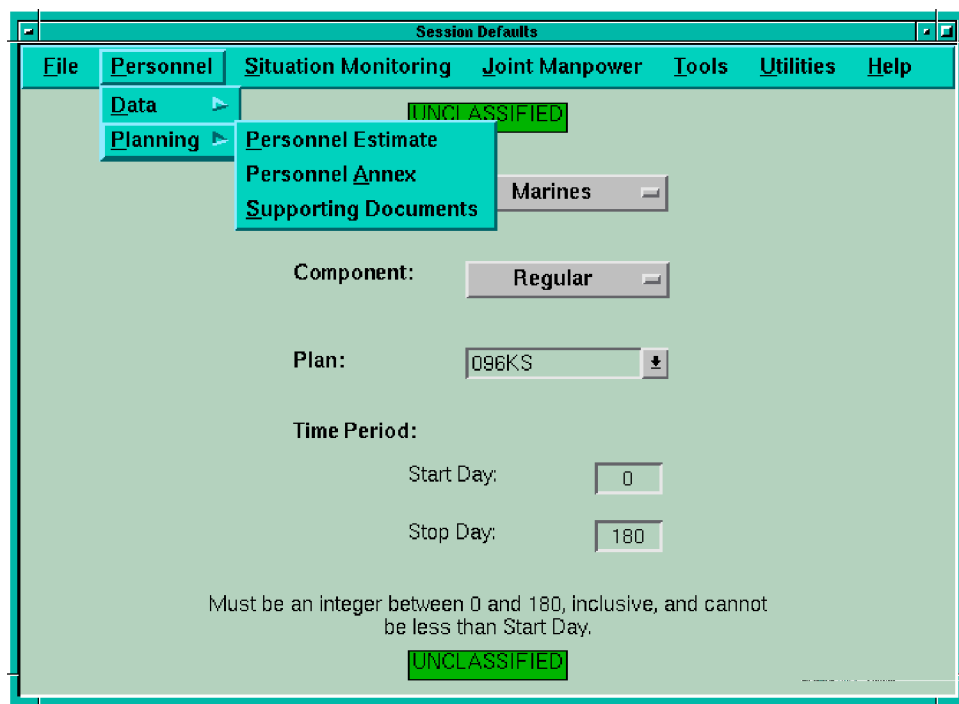 Session Defaults
File Personnel Situation Monitoring Joint Manpower Tools Utilities Help
Data
UNCLASSIFIED
Planning
Personnel Estimate
Personnel Annex
Supporting Documents
Marines
Component: Regular
Plan: 096KS
Time Period:
Start Day: 0
Stop Day: 180
Must be an integer between 0 and 180, inclusive, and cannot
be less than Start Day.
UNCLASSIFIED